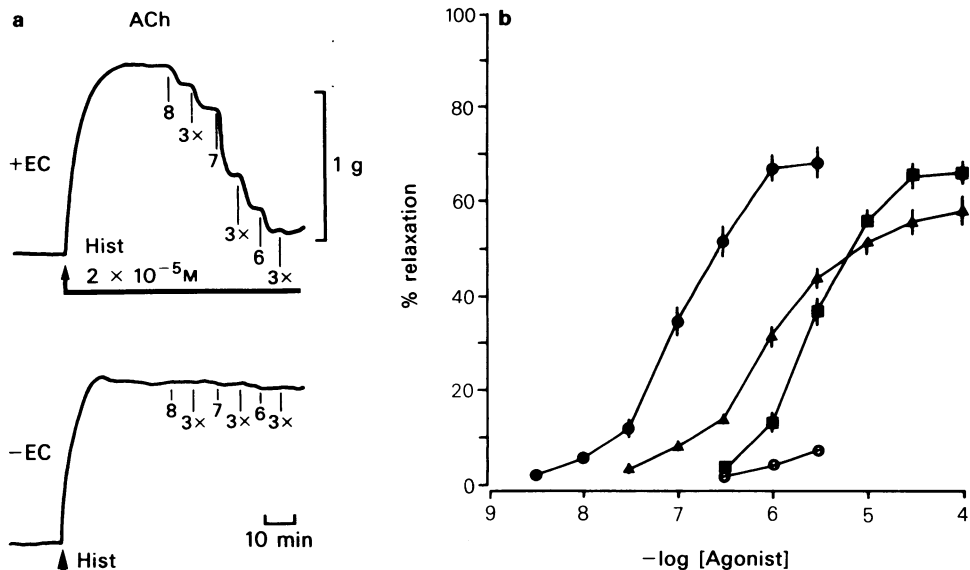 a
ACh
8
3×
7
3×
6
3×
1 g
+EC
Hist
2 × 10⁻⁵M
−EC
8
3×
7
3×
6
3×
10 min
Hist
b
100
80
60
40
20
0
% relaxation
9
8
7
6
5
4
−log [Agonist]